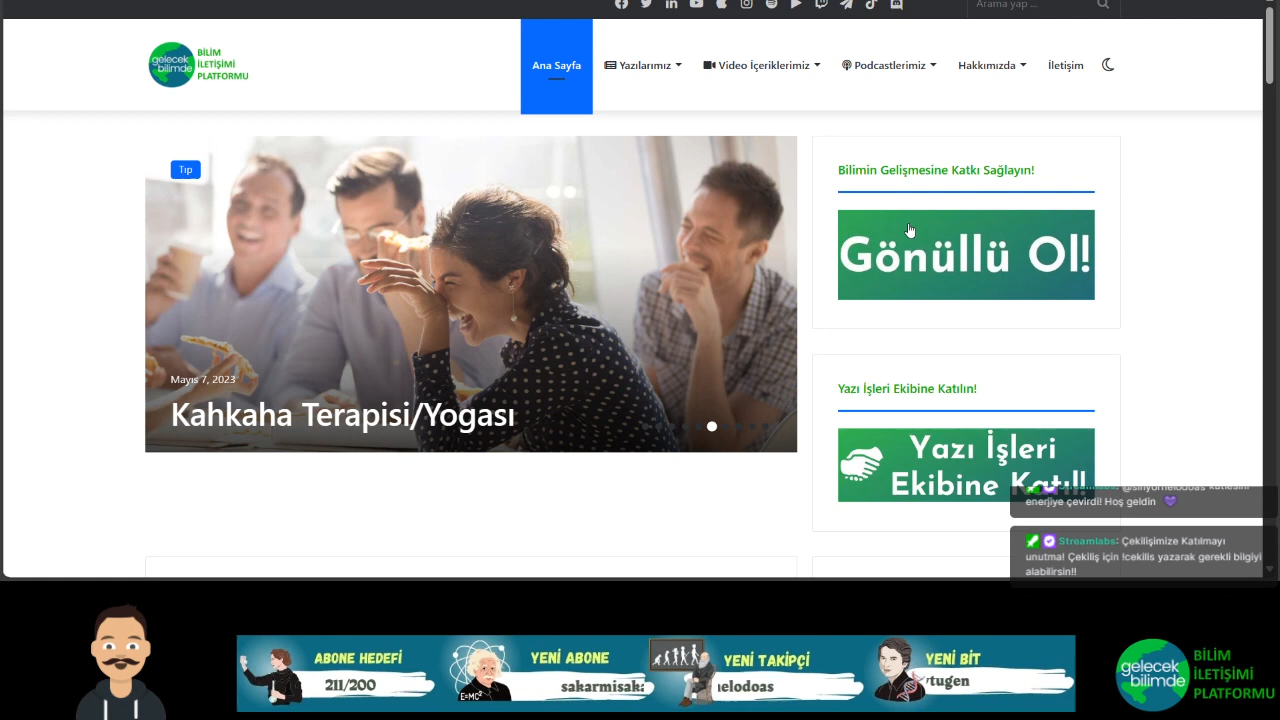 Arama yap ...
gelecek
bilimde
BİLİM
İLETİŞİMİ
PLATFORMU
Ana Sayfa
Yazılarımız
Video İçeriklerimiz
Podcastlerimiz
Hakkımızda
İletişim
Tıp
Mayıs 7, 2023
Kahkaha Terapisi/Yogası
Bilimin Gelişmesine Katkı Sağlayın!
Gönüllü Ol!
Yazı İşleri Ekibine Katılın!
Yazı İşleri
Ekibine Katıl!
enerjiye çevirdi! Hoş geldin
Streamlabs: Çekilişimize Katılmayı
unutma! Çekiliş için !cekilis yazarak gerekli bilgiyi
alabilirsin!!
ABONE HEDEFİ
211/200
E=MC²
YENİ ABONE
sakarmisak
YENİ TAKİPÇİ
elodoas
YENİ BİT
tugen
gelecek
bilimde
BİLİM
İLETİŞİMİ
PLATFORMU